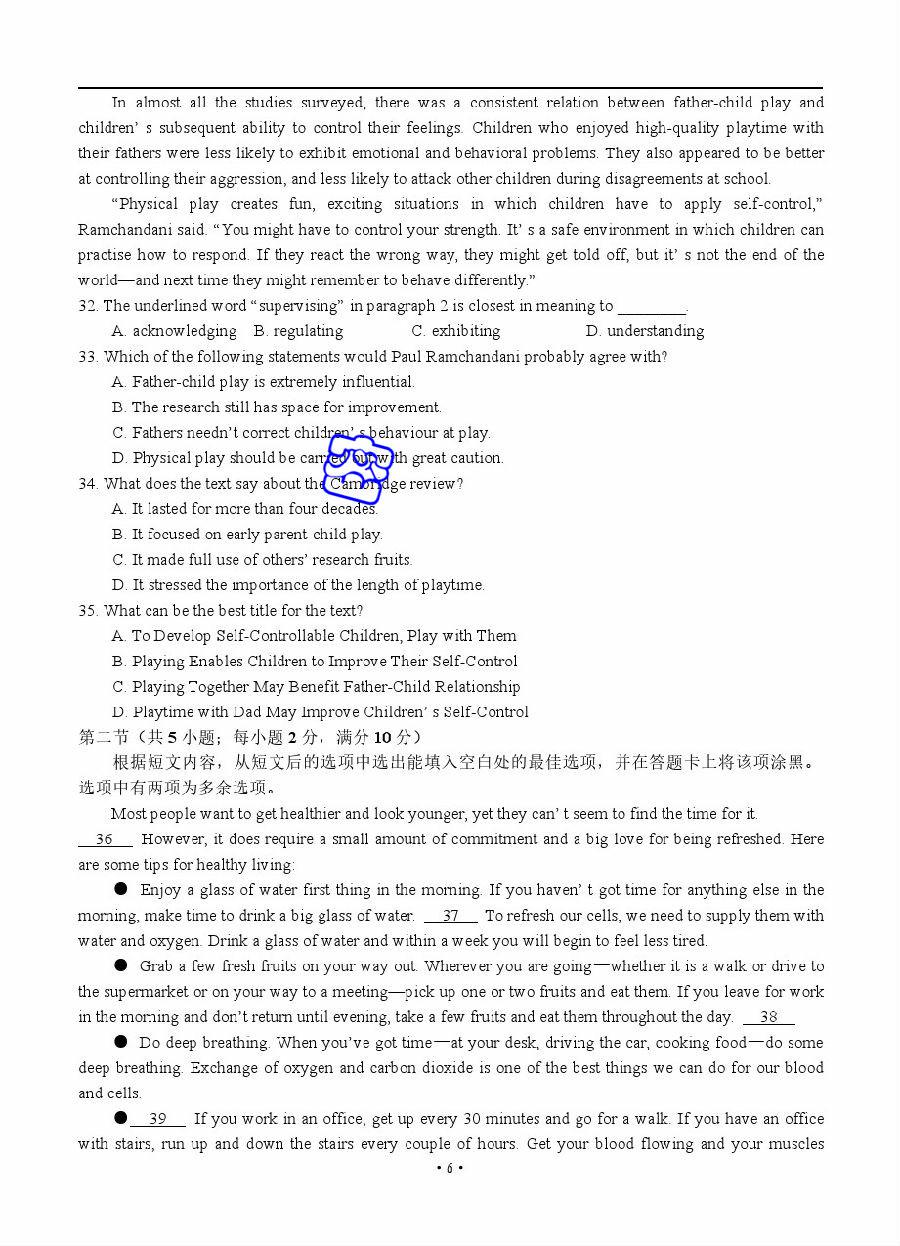 In almost all the studies surveyed, there was a consistent relation between father-child play and
children’ s subsequent ability to control their feelings. Children who enjoyed high-quality playtime with
their fathers were less likely to exhibit emotional and behavioral problems. They also appeared to be better
at controlling their aggression, and less likely to attack other children during disagreements at school.
“Physical play creates fun, exciting situations in which children have to apply self-control,”
Ramchandani said. “You might have to control your strength. It’ s a safe environment in which children can
practise how to respond. If they react the wrong way, they might get told off, but it’ s not the end of the
world—and next time they might remember to behave differently.”
32. The underlined word “supervising” in paragraph 2 is closest in meaning to ________.
A. acknowledging B. regulating C. exhibiting D. understanding
33. Which of the following statements would Paul Ramchandani probably agree with?
A. Father-child play is extremely influential.
B. The research still has space for improvement.
C. Fathers needn’t correct children’ s behaviour at play.
D. Physical play should be carried out with great caution.
34. What does the text say about the Cambridge review?
A. It lasted for more than four decades.
B. It focused on early parent-child play.
C. It made full use of others’ research fruits.
D. It stressed the importance of the length of playtime.
35. What can be the best title for the text?
A. To Develop Self-Controllable Children, Play with Them
B. Playing Enables Children to Improve Their Self-Control
C. Playing Together May Benefit Father-Child Relationship
D. Playtime with Dad May Improve Children’ s Self-Control
第二节（共 5 小题；每小题 2 分，满分 10 分）
根据短文内容，从短文后的选项中选出能填入空白处的最佳选项，并在答题卡上将该项涂黑。
选项中有两项为多余选项。
Most people want to get healthier and look younger, yet they can’ t seem to find the time for it.
36 However, it does require a small amount of commitment and a big love for being refreshed. Here
are some tips for healthy living:
● Enjoy a glass of water first thing in the morning. If you haven’ t got time for anything else in the
morning, make time to drink a big glass of water. 37 To refresh our cells, we need to supply them with
water and oxygen. Drink a glass of water and within a week you will begin to feel less tired.
● Grab a few fresh fruits on your way out. Wherever you are going—whether it is a walk or drive to
the supermarket or on your way to a meeting—pick up one or two fruits and eat them. If you leave for work
in the morning and don’t return until evening, take a few fruits and eat them throughout the day. 38
● Do deep breathing. When you’ve got time—at your desk, driving the car, cooking food—do some
deep breathing. Exchange of oxygen and carbon dioxide is one of the best things we can do for our blood
and cells.
● 39 If you work in an office, get up every 30 minutes and go for a walk. If you have an office
with stairs, run up and down the stairs every couple of hours. Get your blood flowing and your muscles
• 6 •